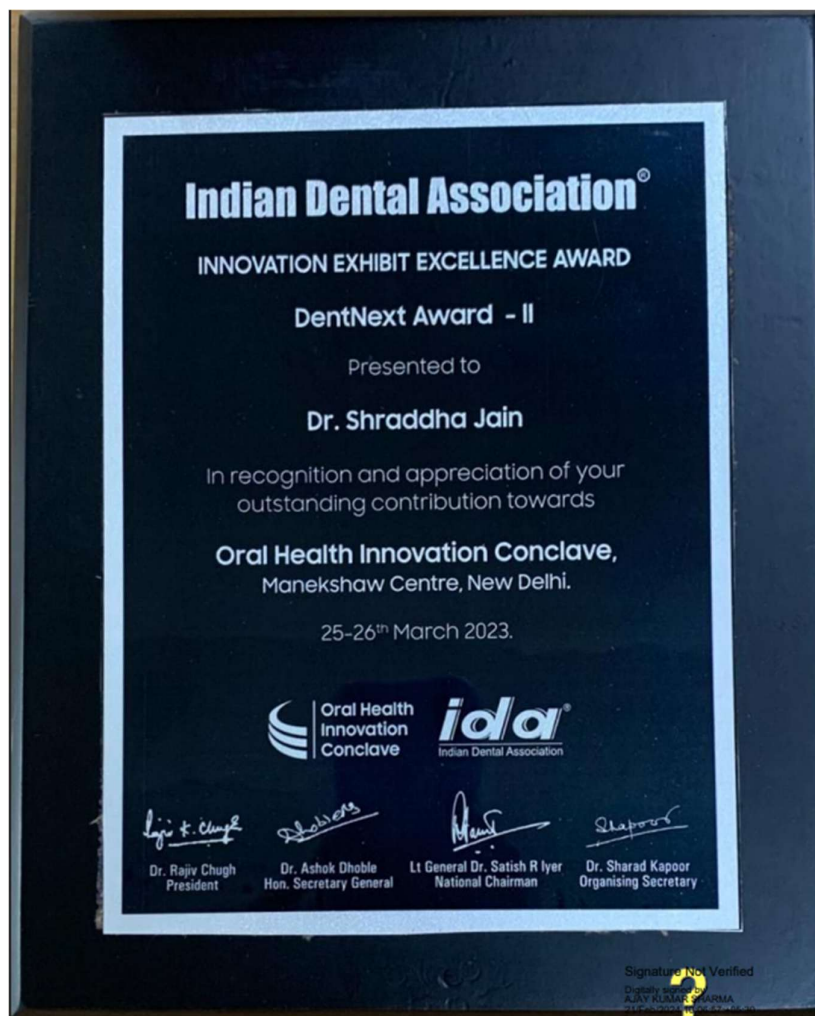 Indian Dental Association®
INNOVATION EXHIBIT EXCELLENCE AWARD
DentNext Award - II
Presented to
Dr. Shraddha Jain
In recognition and appreciation of your
outstanding contribution towards
Oral Health Innovation Conclave,
Manekshaw Centre, New Delhi.
25-26th March 2023.
Oral Health
Innovation
Conclave
ida®
Indian Dental Association
Dr. Rajiv Chugh
President
Dr. Ashok Dhoble
Hon. Secretary General
Lt General Dr. Satish R Iyer
National Chairman
Dr. Sharad Kapoor
Organising Secretary
Signature Not Verified
Digitally signed by
AJAY KUMAR SHARMA